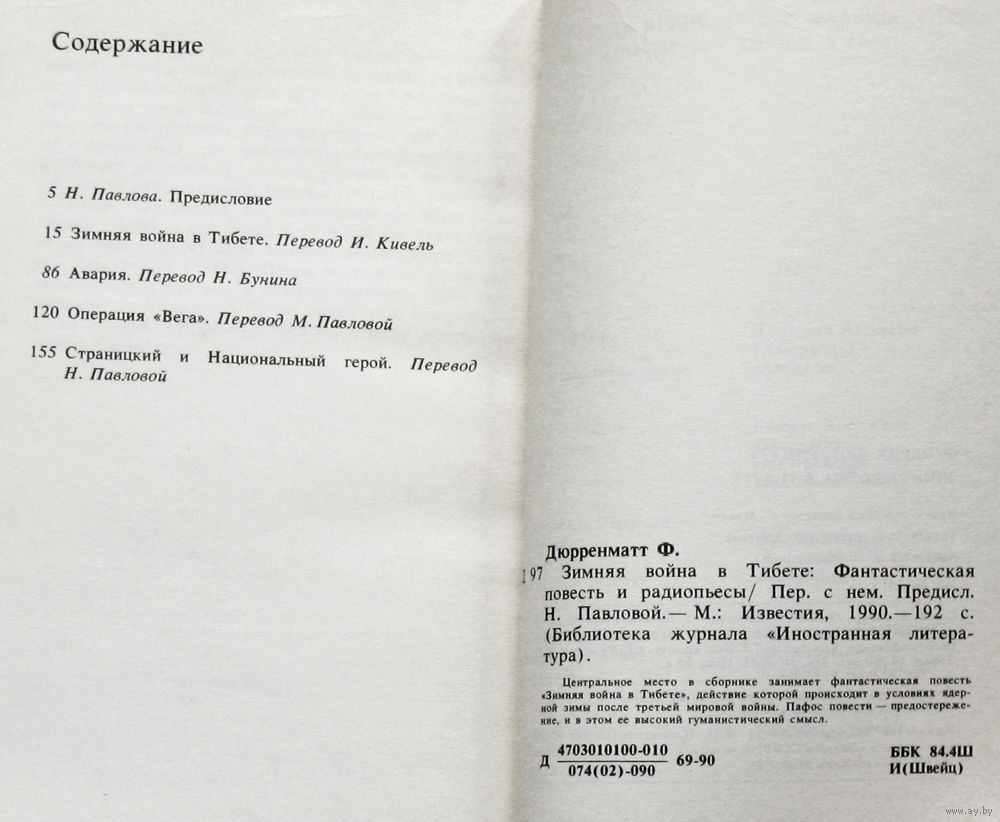 Содержание
5 Н. Павлова. Предисловие
15 Зимняя война в Тибете. Перевод И. Кивель
86 Авария. Перевод Н. Бунина
120 Операция «Вега». Перевод М. Павловой
155 Страницкий и Национальный герой. Перевод
Н. Павловой
Дюрренматт Ф.
197 Зимняя война в Тибете: Фантастическая
повесть и радиопьесы/ Пер. с нем. Предисл.
Н. Павловой.— М.: Известия, 1990.—192 с.
(Библиотека журнала «Иностранная литера-
тура).
Центральное место в сборнике занимает фантастическая повесть
«Зимняя война в Тибете», действие которой происходит в условиях ядер-
ной зимы после третьей мировой войны. Пафос повести — предостереже-
ние, и в этом ее высокий гуманистический смысл.
Д 4703010100-010 69-90
074(02)-090
ББК 84.4Ш
И(Швейц)
www.ay.by